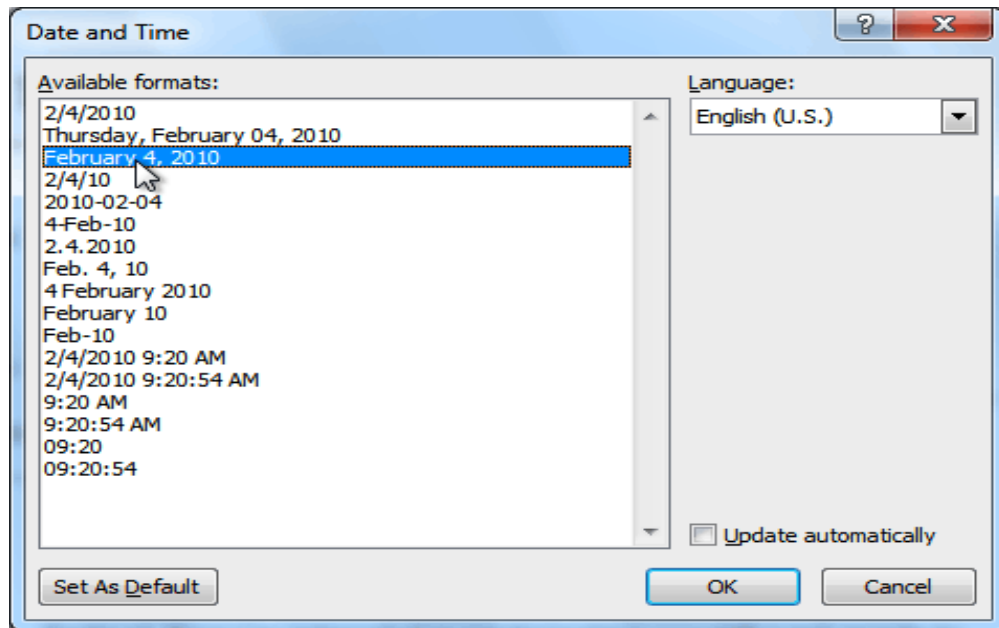 Date and Time
Available formats:
2/4/2010
Thursday, February 04, 2010
February 4, 2010
2/4/10
2010-02-04
4-Feb-10
2.4.2010
Feb. 4, 10
4 February 2010
February 10
Feb-10
2/4/2010 9:20 AM
2/4/2010 9:20:54 AM
9:20 AM
9:20:54 AM
09:20
09:20:54
Language:
English (U.S.)
Update automatically
Set As Default
OK
Cancel